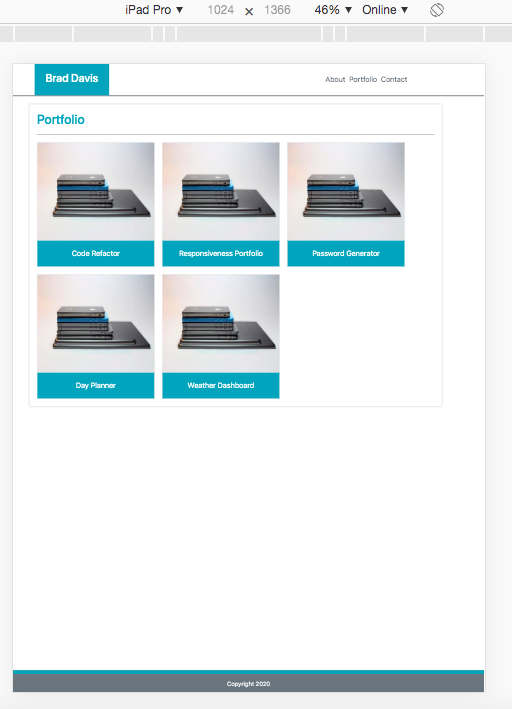 iPad Pro ▼ 1024 × 1366 46% ▼ Online ▼
Brad Davis
About Portfolio Contact
Portfolio
Code Refactor
Responsiveness Portfolio
Password Generator
Day Planner
Weather Dashboard
Copyright 2020